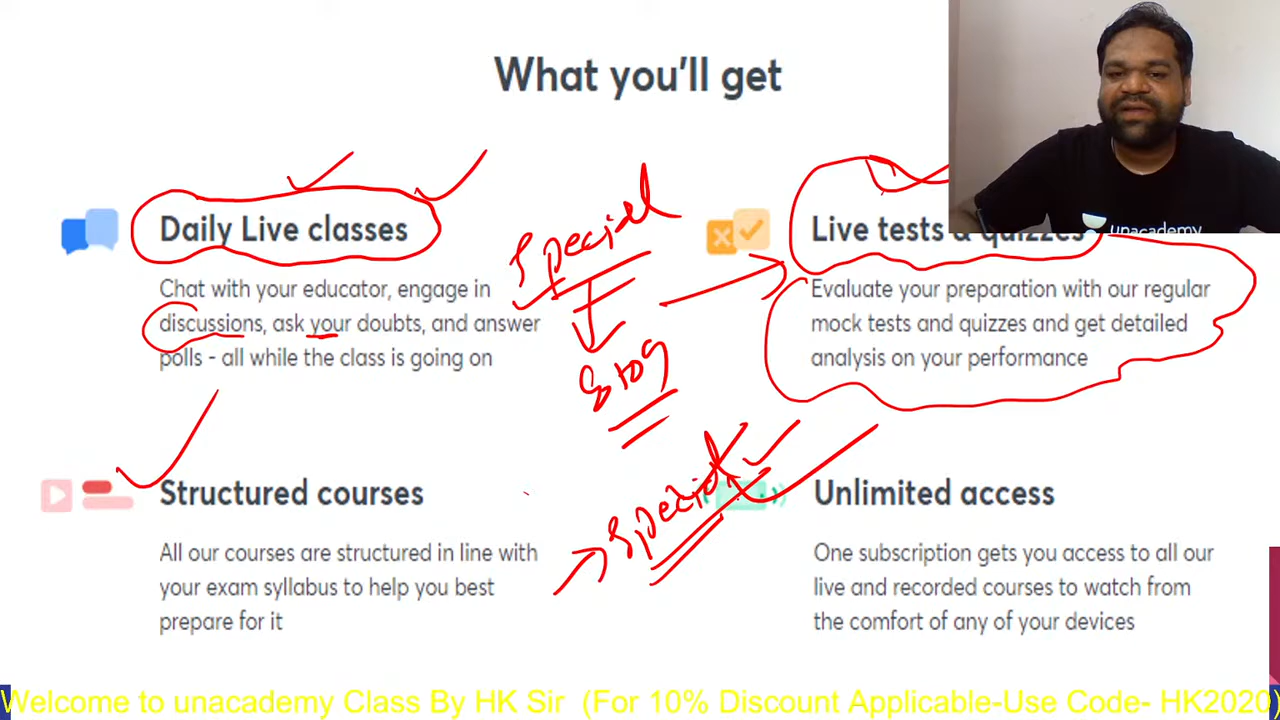 What you'll get
Daily Live classes
Chat with your educator, engage in
discussions, ask your doubts, and answer
polls - all while the class is going on
Special
Live tests & quizzes
Evaluate your preparation with our regular
mock tests and quizzes and get detailed
analysis on your performance
unacademy
Structured courses
All our courses are structured in line with
your exam syllabus to help you best
prepare for it
Special
Unlimited access
One subscription gets you access to all our
live and recorded courses to watch from
the comfort of any of your devices
Welcome to unacademy Class By HK Sir (For 10% Discount Applicable-Use Code- HK2020)